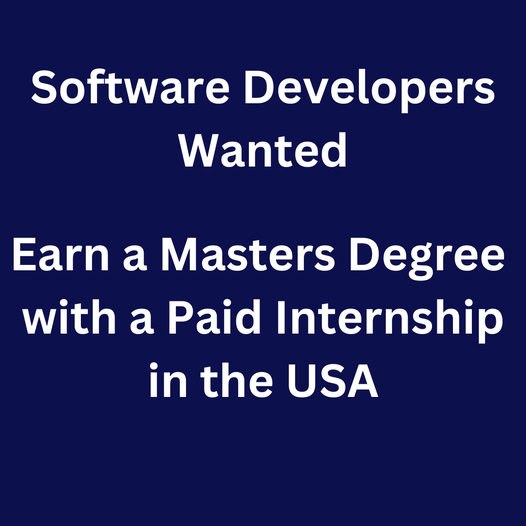 Software Developers
Wanted
Earn a Masters Degree
with a Paid Internship
in the USA